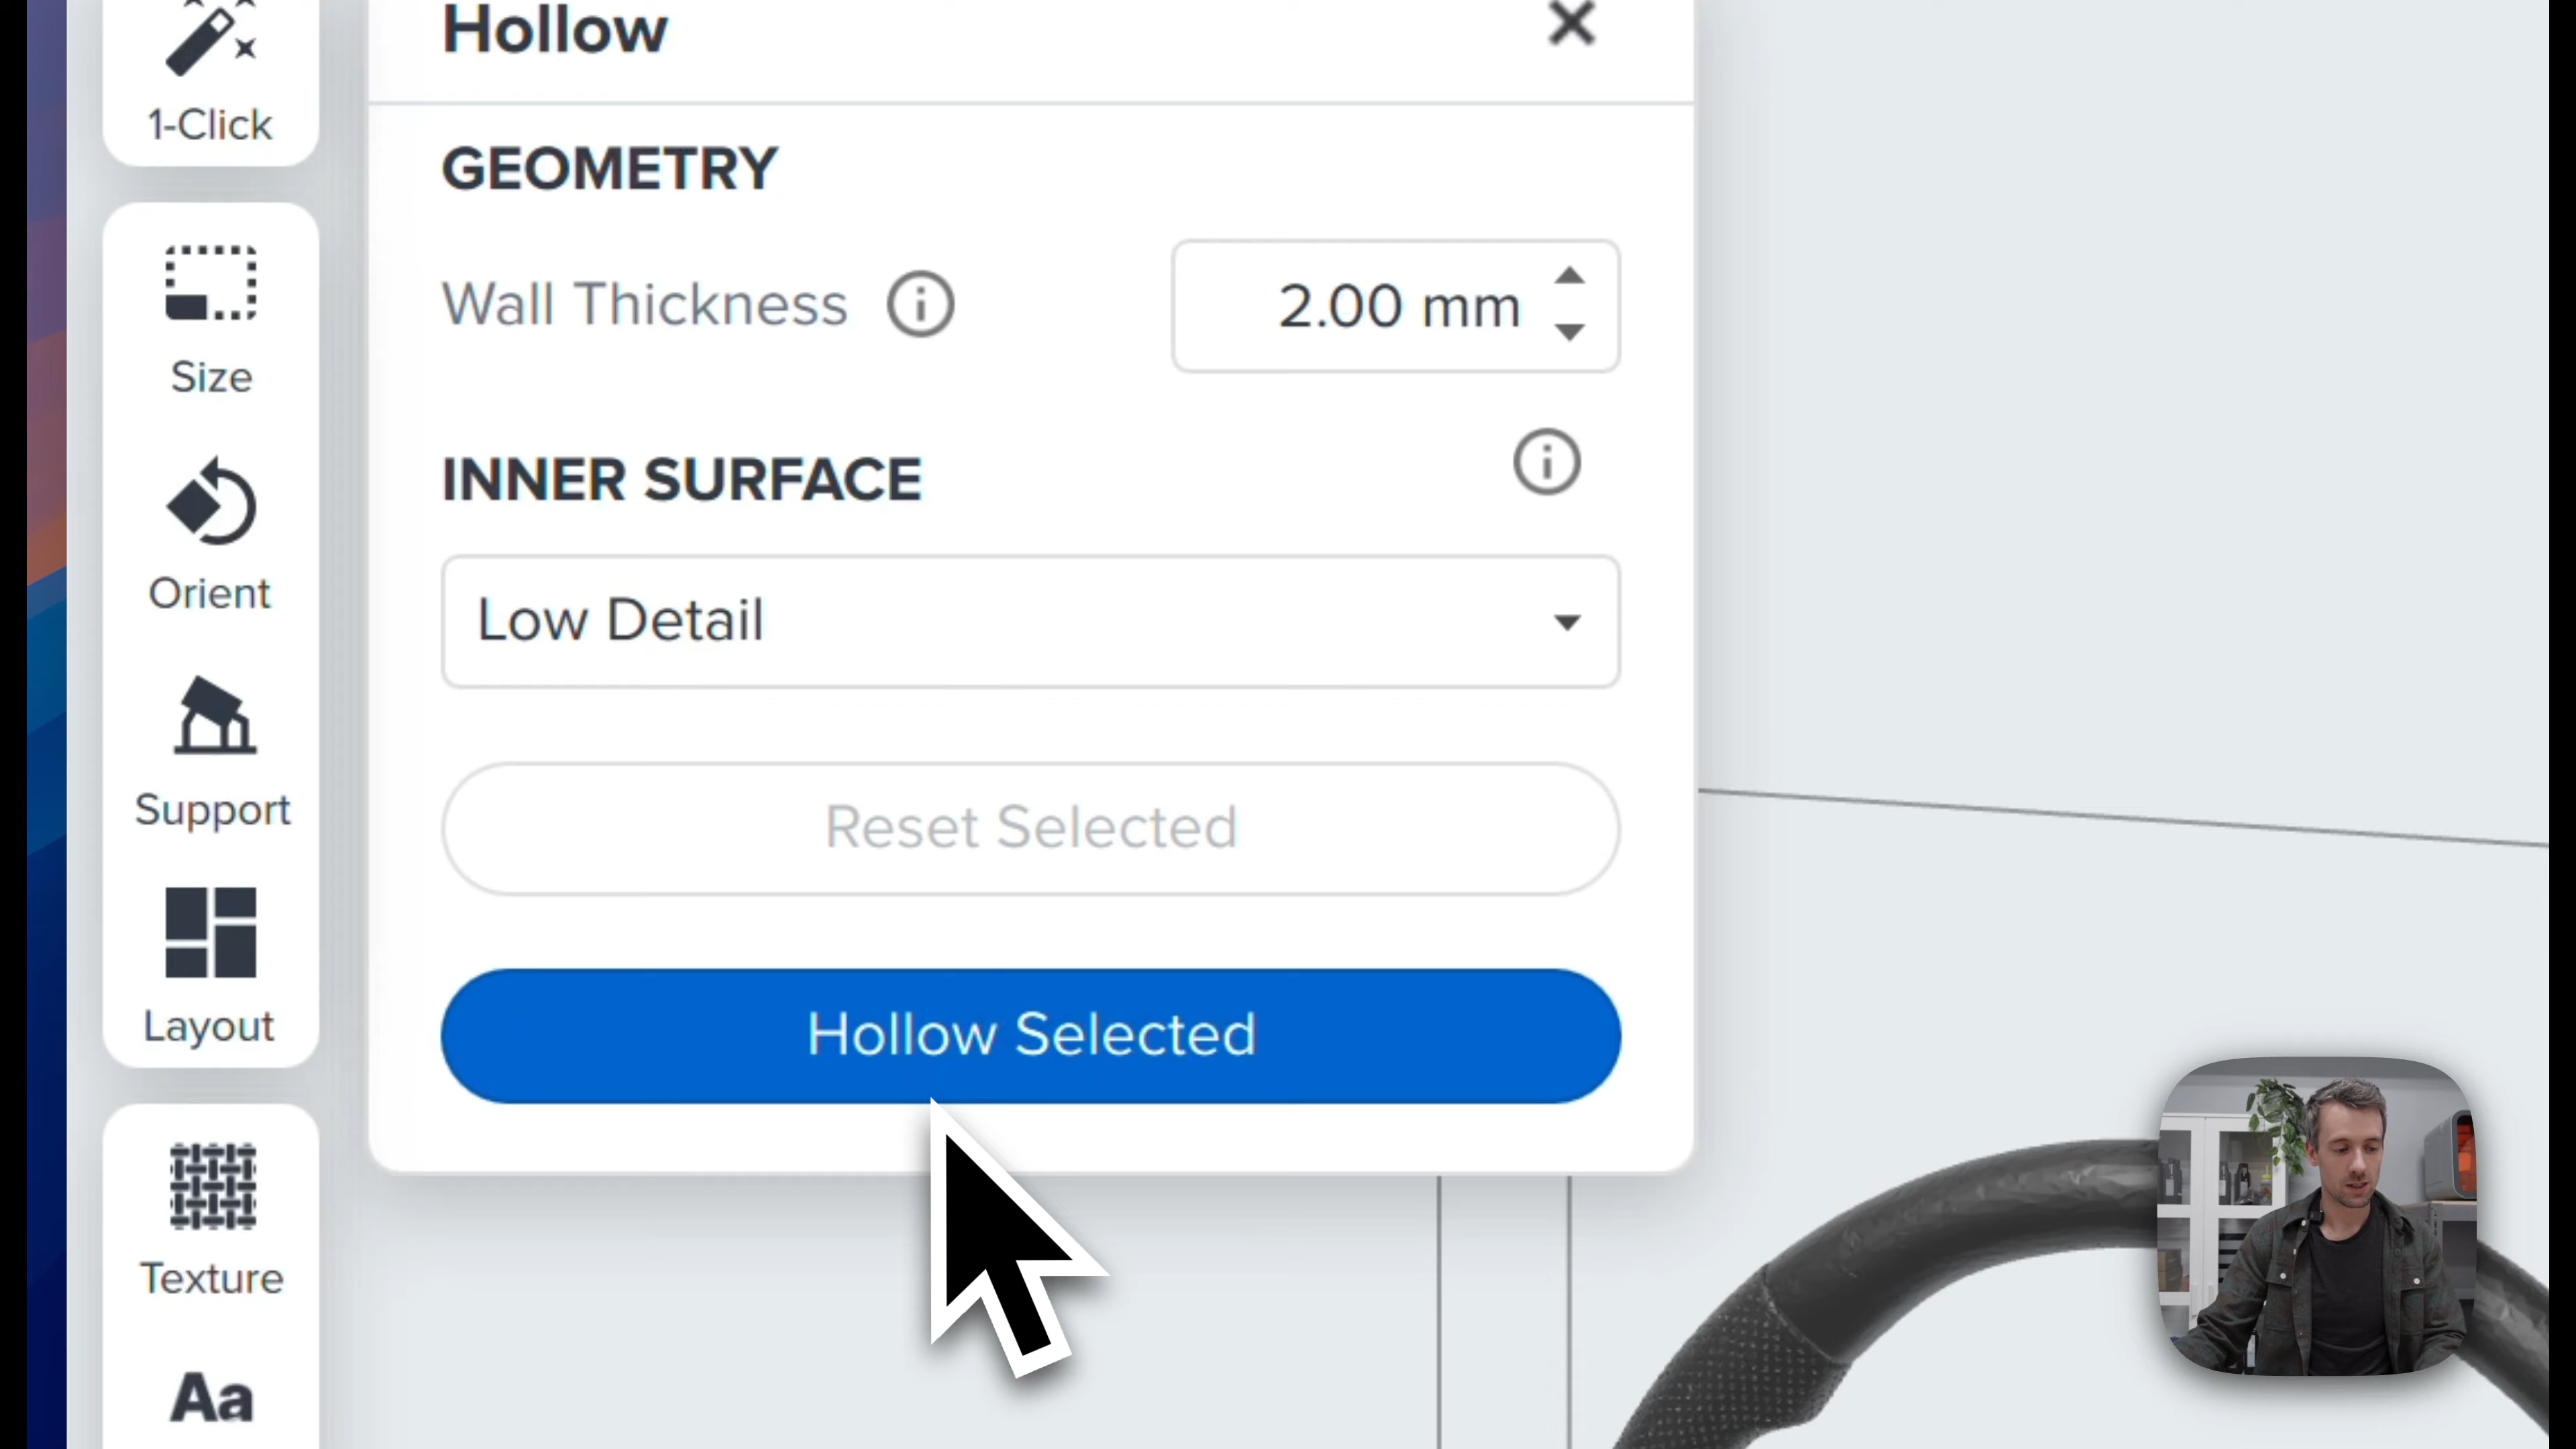 Hollow
1-Click
GEOMETRY
Wall Thickness
2.00 mm
Size
INNER SURFACE
Orient
Low Detail
Support
Reset Selected
Layout
Hollow Selected
Texture
Aa